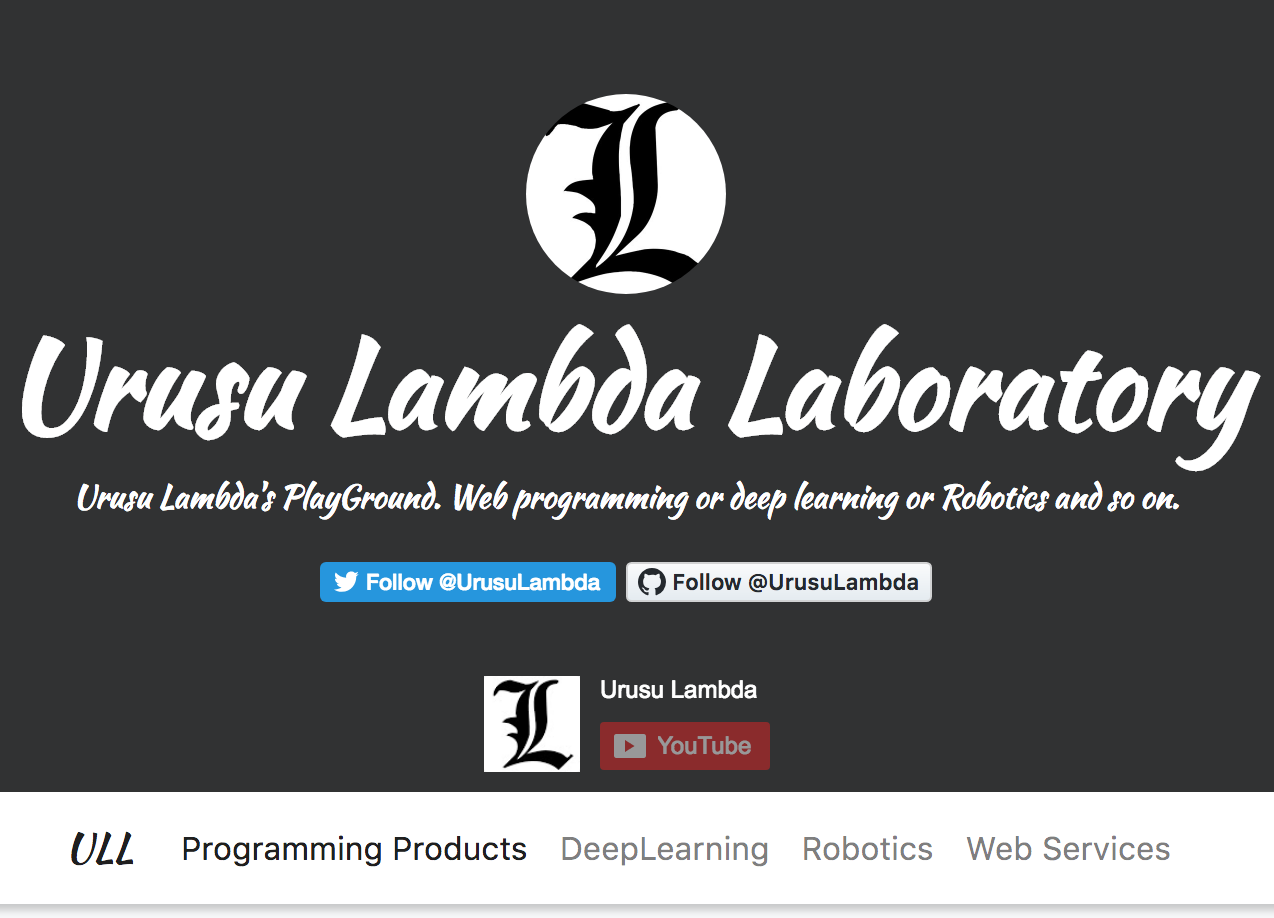 L
Urusu Lambda Laboratory
Urusu Lambda's PlayGround. Web programming or deep learning or Robotics and so on.
Follow @UrusuLambda Follow @UrusuLambda
L Urusu Lambda
YouTube
ULL Programming Products DeepLearning Robotics Web Services